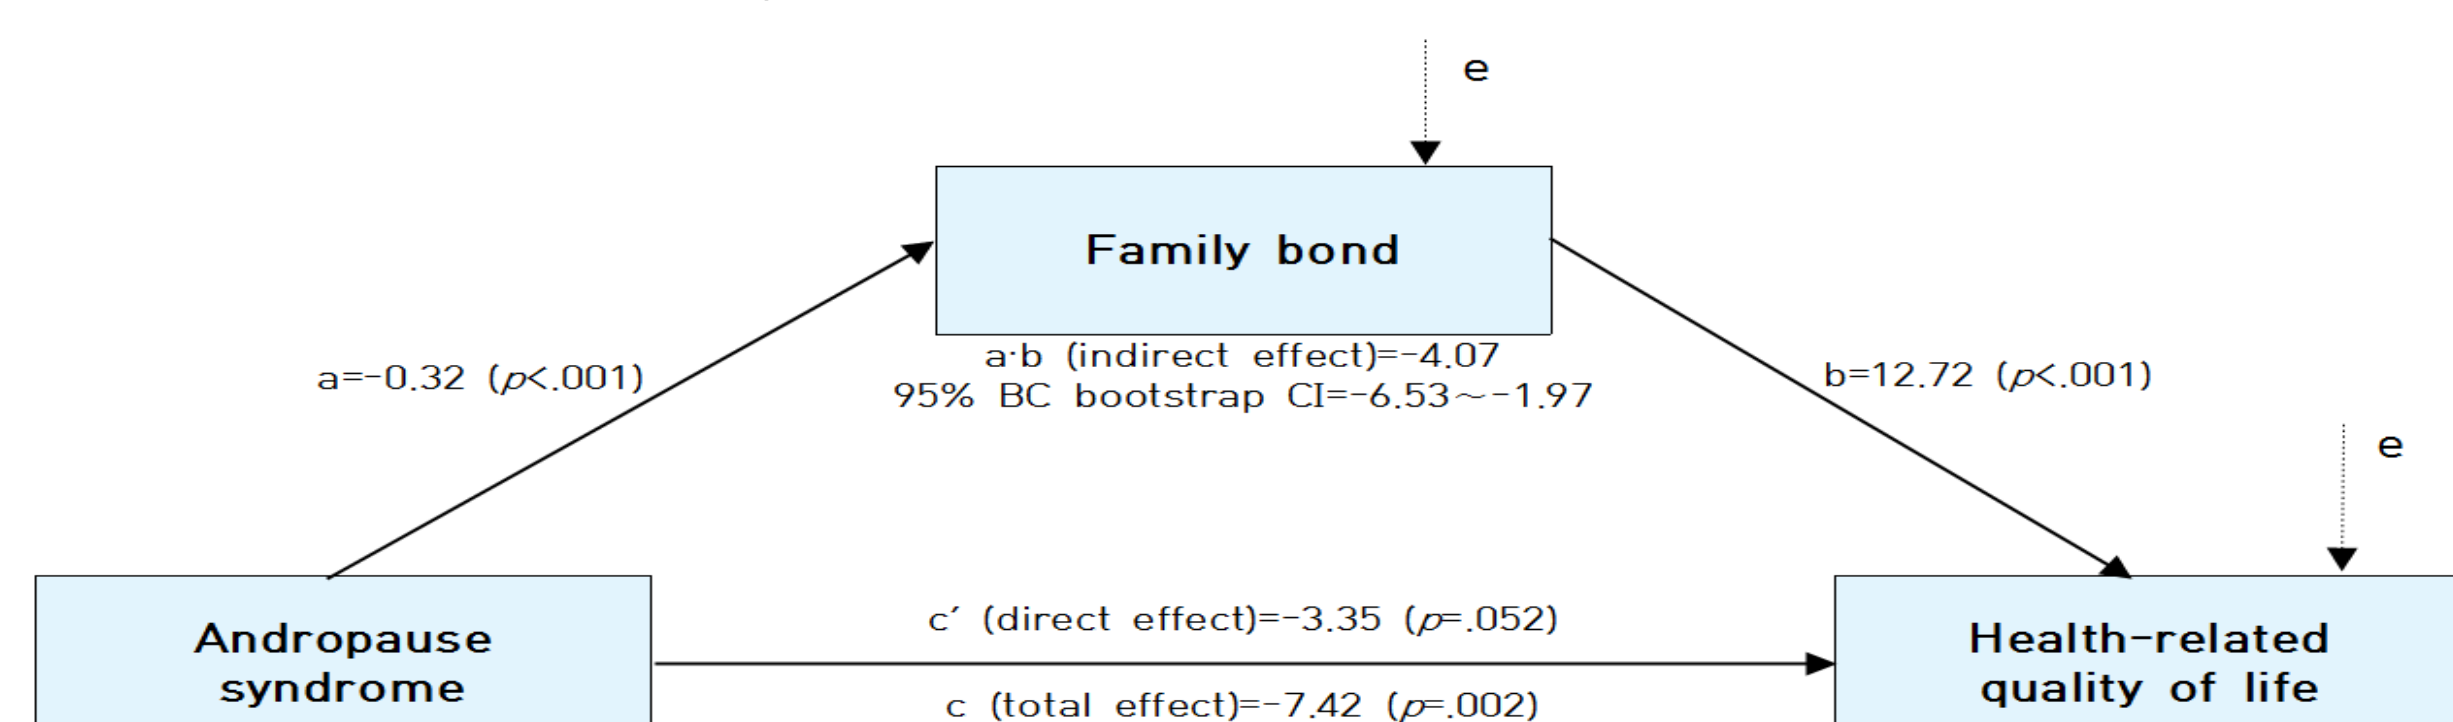 e
Family bond
a·b (indirect effect)=-4.07
95% BC bootstrap CI=-6.53~-1.97
a=-0.32 (p<.001)
b=12.72 (p<.001)
e
Andropause
syndrome
c′ (direct effect)=-3.35 (p=.052)
c (total effect)=-7.42 (p=.002)
Health-related
quality of life